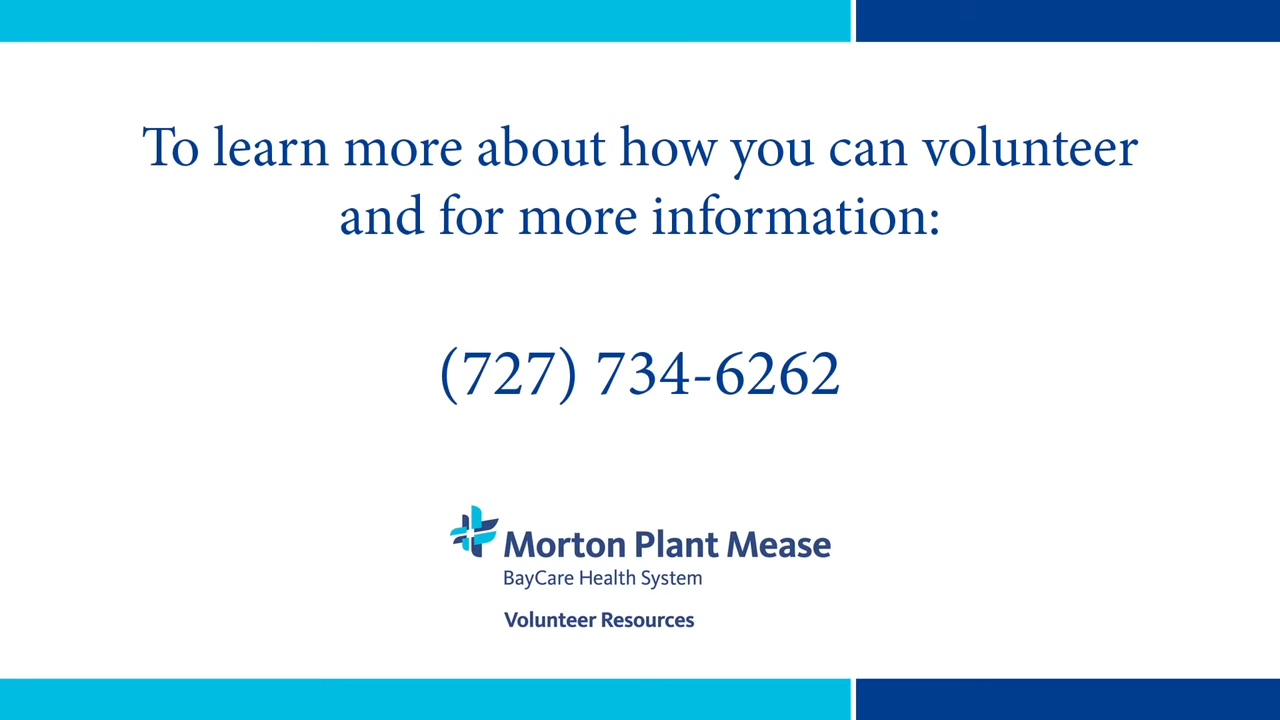 To learn more about how you can volunteer
and for more information:
(727) 734-6262
Morton Plant Mease
BayCare Health System
Volunteer Resources